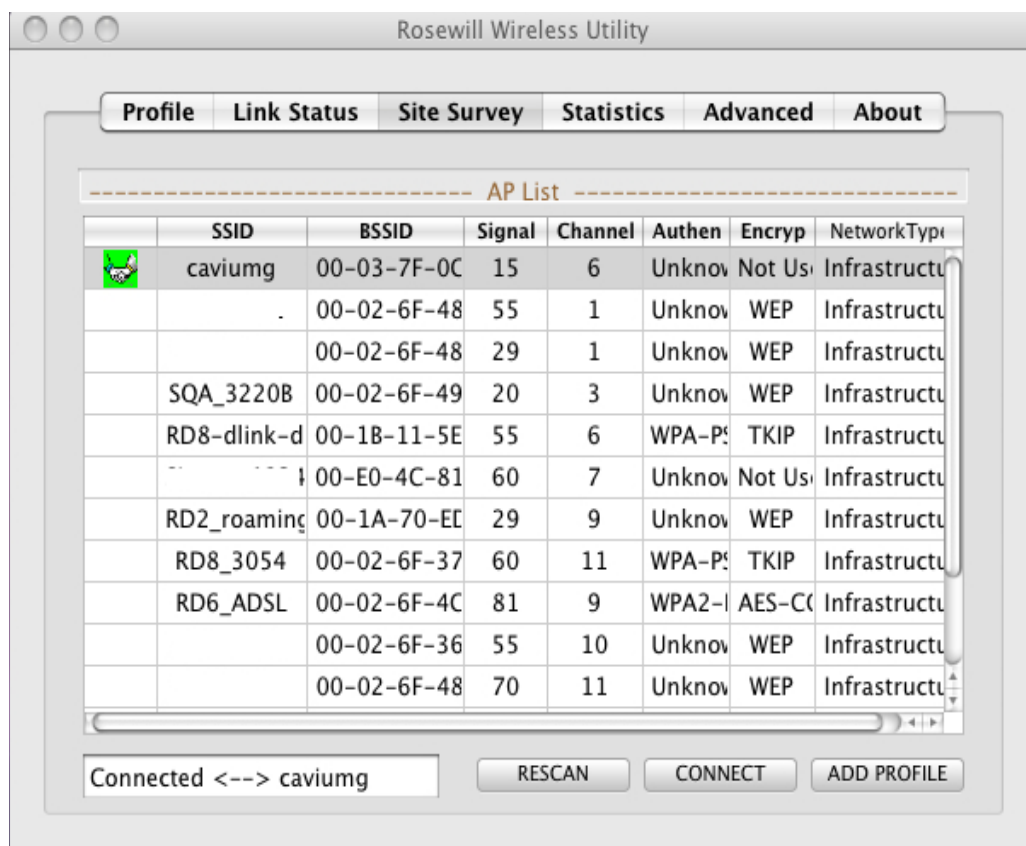 Rosewill Wireless Utility
Profile Link Status Site Survey Statistics Advanced About
AP List
SSID BSSID Signal Channel Authen Encryp NetworkType
caviumg 00-03-7F-0C 15 6 Unknov Not Us Infrastructu
00-02-6F-48 55 1 Unknov WEP Infrastructu
00-02-6F-48 29 1 Unknov WEP Infrastructu
SQA_3220B 00-02-6F-49 20 3 Unknov WEP Infrastructu
RD8-dlink-d 00-1B-11-5E 55 6 WPA-PS TKIP Infrastructu
00-E0-4C-81 60 7 Unknov Not Us Infrastructu
RD2_roaming 00-1A-70-ED 29 9 Unknov WEP Infrastructu
RD8_3054 00-02-6F-37 60 11 WPA-PS TKIP Infrastructu
RD6_ADSL 00-02-6F-4C 81 9 WPA2- AES-CC Infrastructu
00-02-6F-36 55 10 Unknov WEP Infrastructu
00-02-6F-48 70 11 Unknov WEP Infrastructu
Connected <--> caviumg RESCAN CONNECT ADD PROFILE